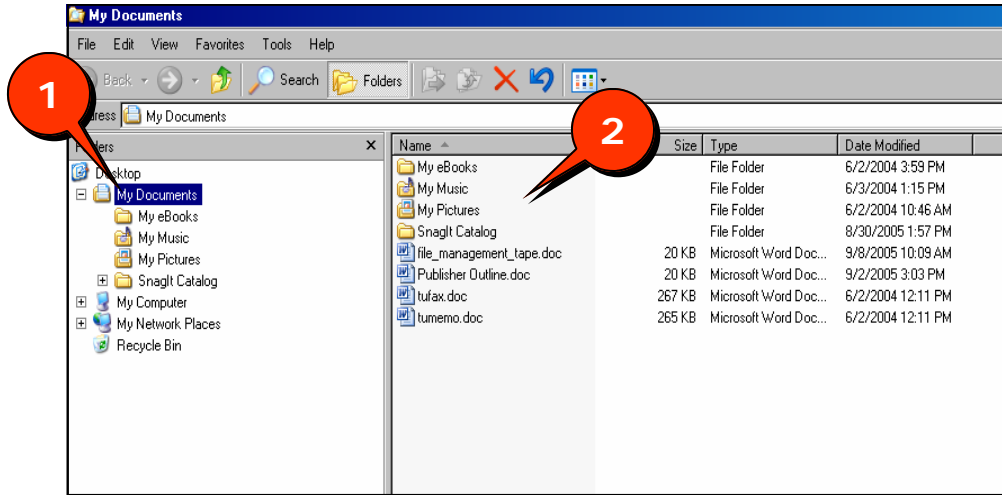 My Documents
File Edit View Favorites Tools Help
Back Search Folders
My Documents
1
2
Folders x
Desktop
My Documents
My eBooks
My Music
My Pictures
SnagIt Catalog
My Computer
My Network Places
Recycle Bin
Name Size Type Date Modified
My eBooks File Folder 6/2/2004 3:59 PM
My Music File Folder 6/3/2004 1:15 PM
My Pictures File Folder 6/2/2004 10:46 AM
SnagIt Catalog File Folder 8/30/2005 1:57 PM
file_management_tape.doc 20 KB Microsoft Word Doc... 9/8/2005 10:09 AM
Publisher Outline.doc 20 KB Microsoft Word Doc... 9/2/2005 3:03 PM
tufax.doc 267 KB Microsoft Word Doc... 6/2/2004 12:11 PM
tumemo.doc 265 KB Microsoft Word Doc... 6/2/2004 12:11 PM